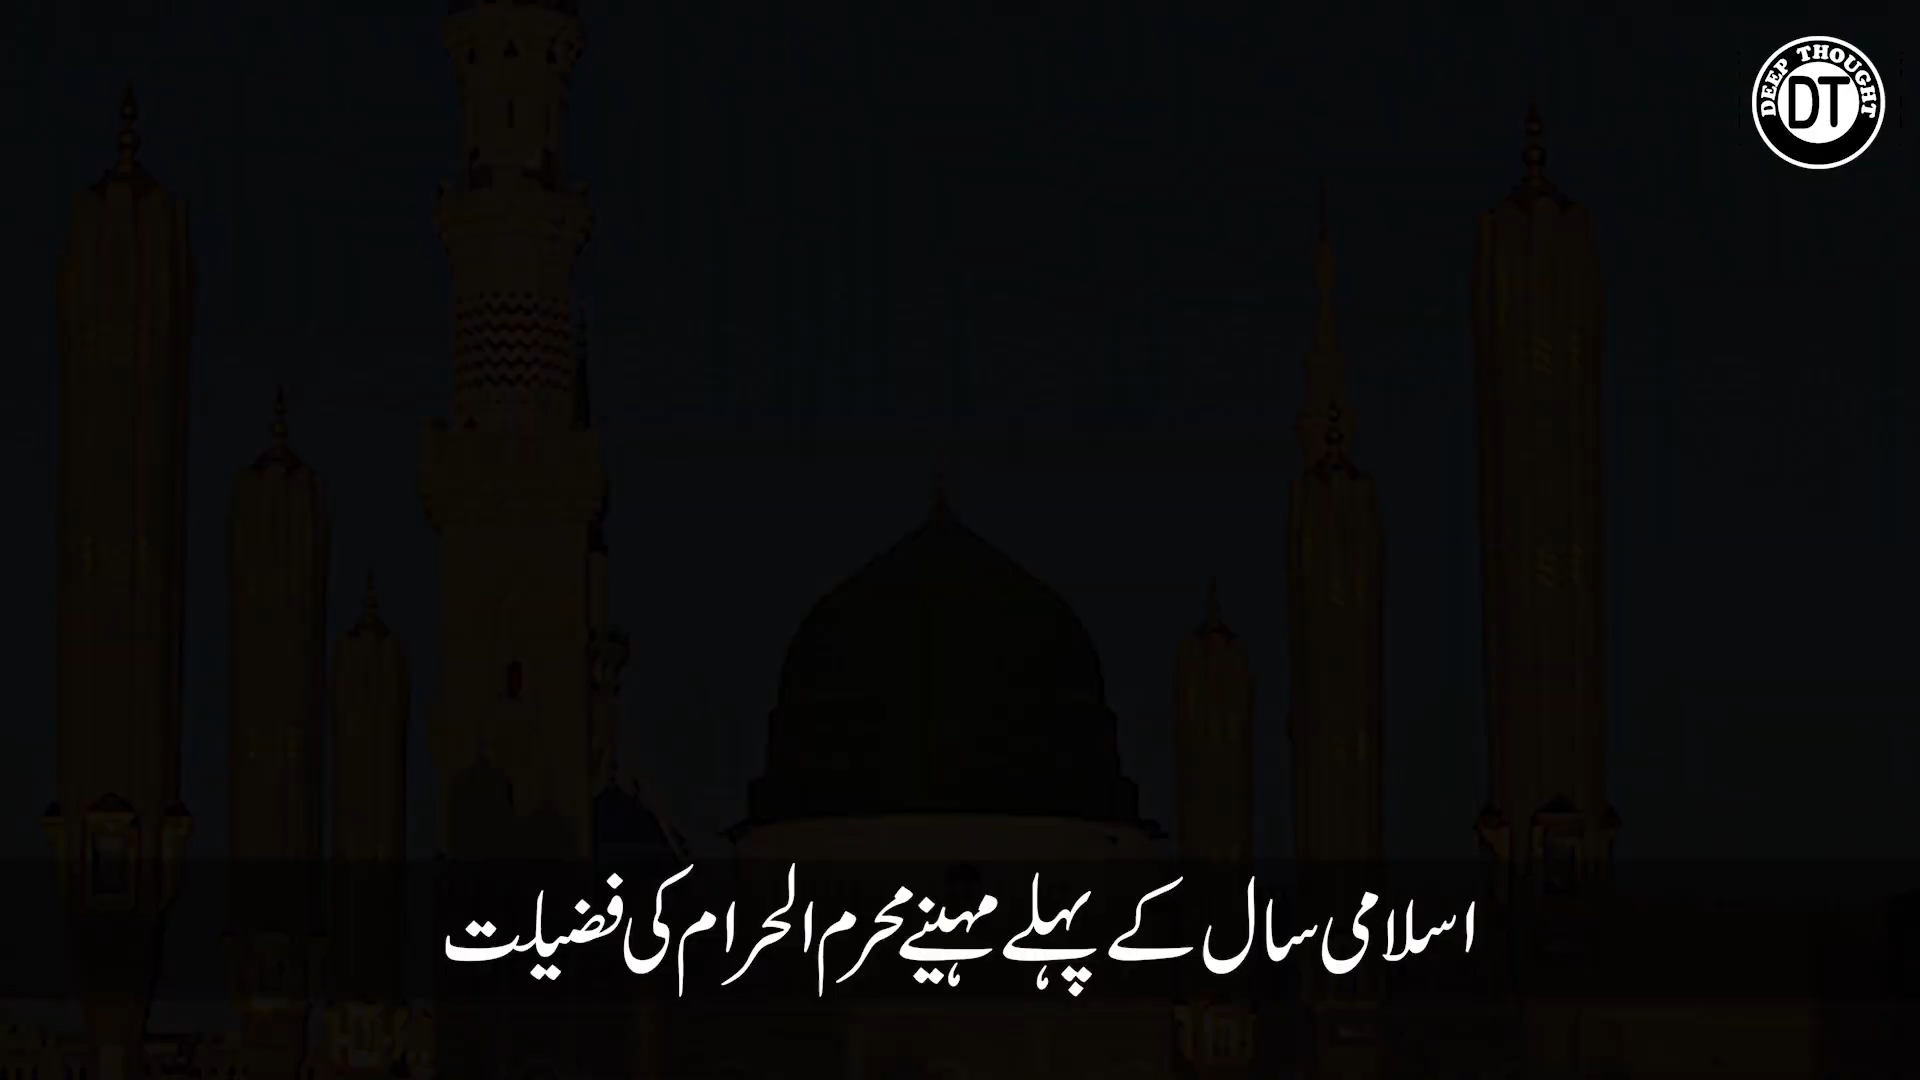 DEEP THOUGHT
DT
اسلامی سال کے پہلے مہینے محرم الحرام کی فضیلت